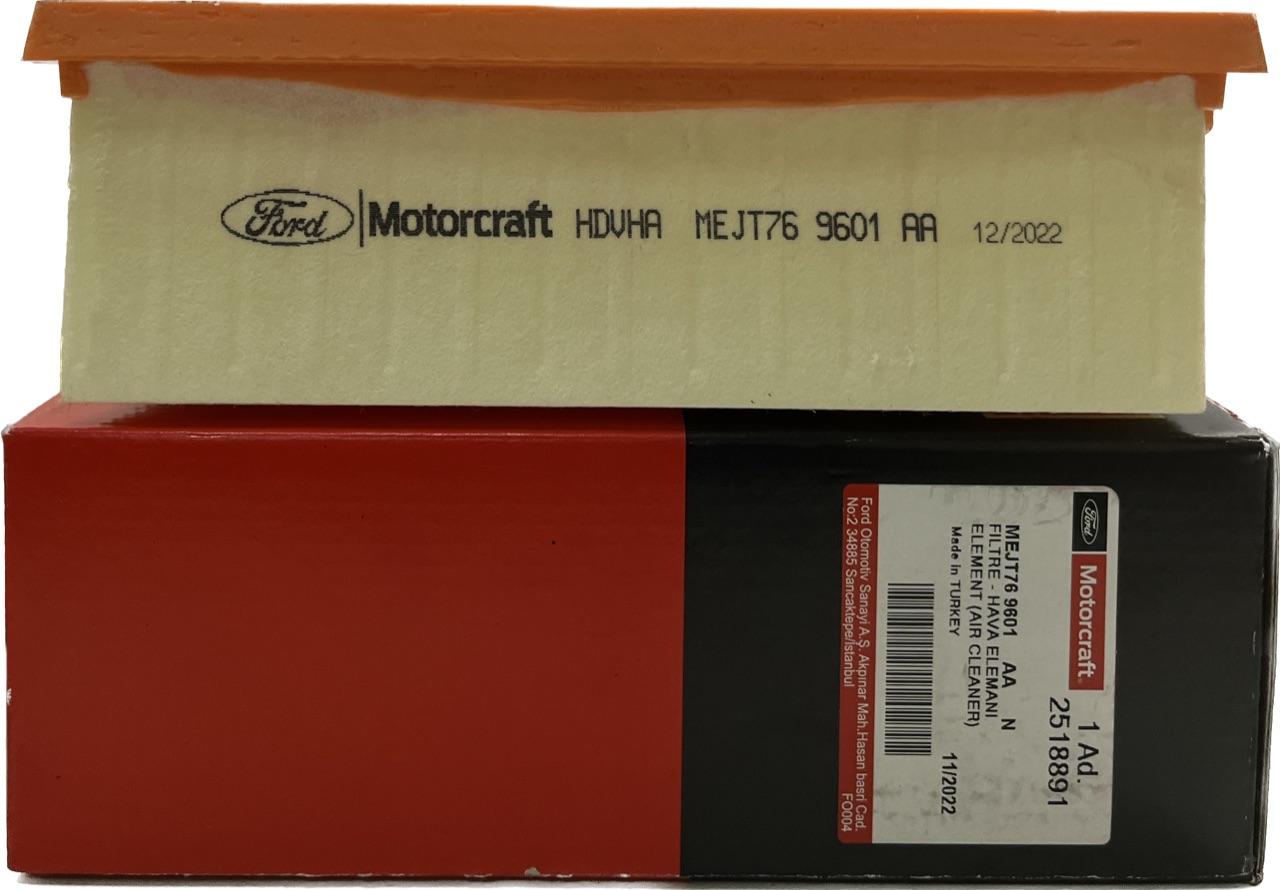 Ford Motorcraft HDVHA MEJT76 9601 AA 12/2022
Ford Motorcraft®
1 Ad.
2518891
MEJT76 9601 AA N
FILTRE - HAVA ELEMANI
ELEMENT (AIR CLEANER)
Made in TURKEY
11/2022
Ford Otomotiv Sanayi A.Ş. Akpınar Mah.Hasan basri Cad.
No:2 34885 Sancaktepe/İstanbul
FO004